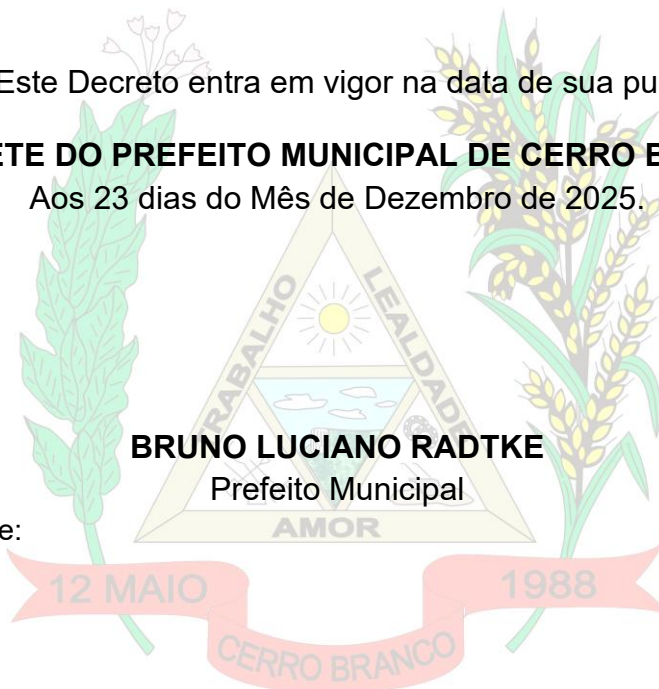 Este Decreto entra em vigor na data de sua pu
ETE DO PREFEITO MUNICIPAL DE CERRO
Aos 23 dias do Mês de Dezembro de 2025.
TRABALHO
LEALDADE
BRUNO LUCIANO RADTKE
Prefeito Municipal
AMOR
e:
12 MAIO
1988
CERRO BRANCO